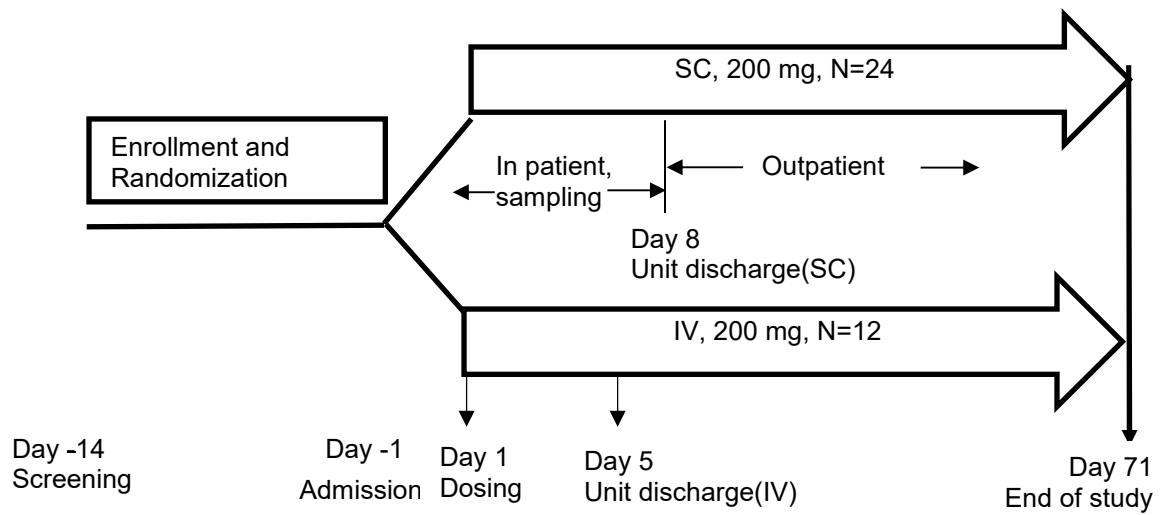 SC, 200 mg, N=24
Enrollment and
Randomization
In patient,
sampling
Outpatient
Day 8
Unit discharge(SC)
IV, 200 mg, N=12
Day -14
Screening
Day -1
Admission
Day 1
Dosing
Day 5
Unit discharge(IV)
Day 71
End of study